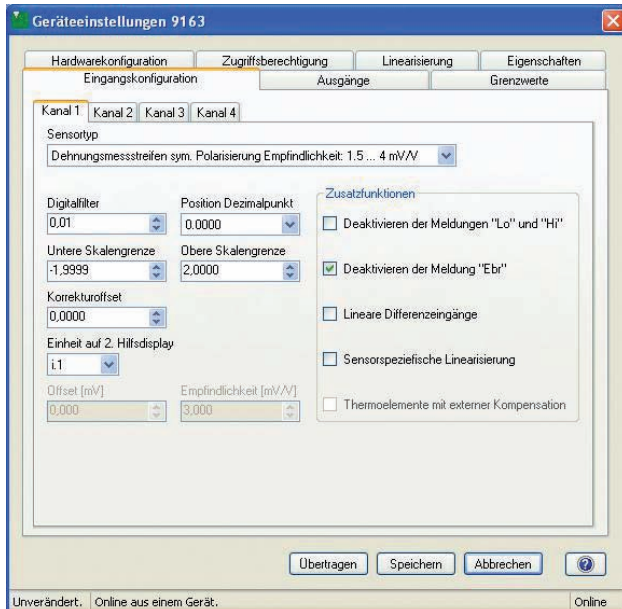 Geräteeinstellungen 9163
Hardwarekonfiguration Zugriffsberechtigung Linearisierung Eigenschaften
Eingangskonfiguration Ausgänge Grenzwerte
Kanal 1 Kanal 2 Kanal 3 Kanal 4
Sensortyp
Dehnungsmessstreifen sym. Polarisierung Empfindlichkeit: 1.5 ... 4 mV/V
Digitalfilter Position Dezimalpunkt
0,01 0.0000
Untere Skalengrenze Obere Skalengrenze
-1,9999 2,0000
Korrekturoffset
0,0000
Einheit auf 2. Hilfsdisplay
i.1
Offset [mV] Empfindlichkeit [mV/V]
0,000 3,000
Zusatzfunktionen
Deaktivieren der Meldungen "Lo" und "Hi"
Deaktivieren der Meldung "Ebr"
Lineare Differenzeingänge
Sensorspeziefische Linearisierung
Thermoelemente mit externer Kompensation
Übertragen Speichern Abbrechen ?
Unverändert. Online aus einem Gerät. Online